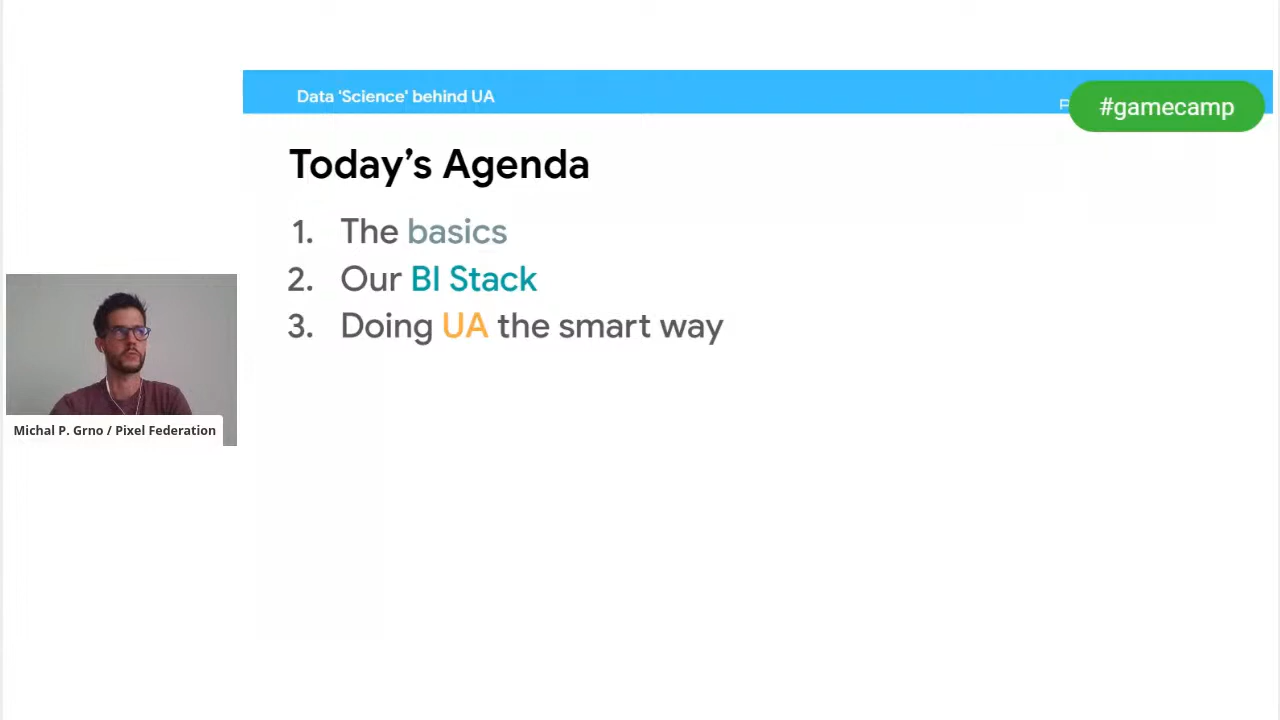 Data 'Science' behind UA
#gamecamp
Today's Agenda
1. The basics
2. Our BI Stack
3. Doing UA the smart way
Michal P. Grno / Pixel Federation